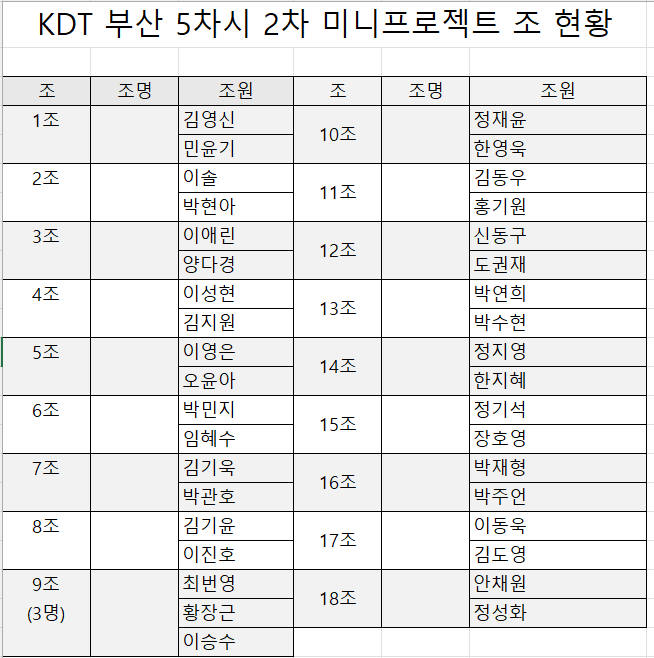 KDT 부산 5차시 2차 미니프로젝트 조 현황
조 조명 조원 조 조명 조원
1조 김영신 10조 정재윤
민윤기 한영욱
2조 이솔 11조 김동우
박현아 홍기원
3조 이애린 12조 신동구
양다경 도권재
4조 이성현 13조 박연희
김지원 박수현
5조 이영은 14조 정지영
오윤아 한지혜
6조 박민지 15조 정기석
임혜수 장호영
7조 김기욱 16조 박재형
박관호 박주언
8조 김기윤 17조 이동욱
이진호 김도영
9조 최번영 18조 안채원
(3명) 황장근 정성화
이승수